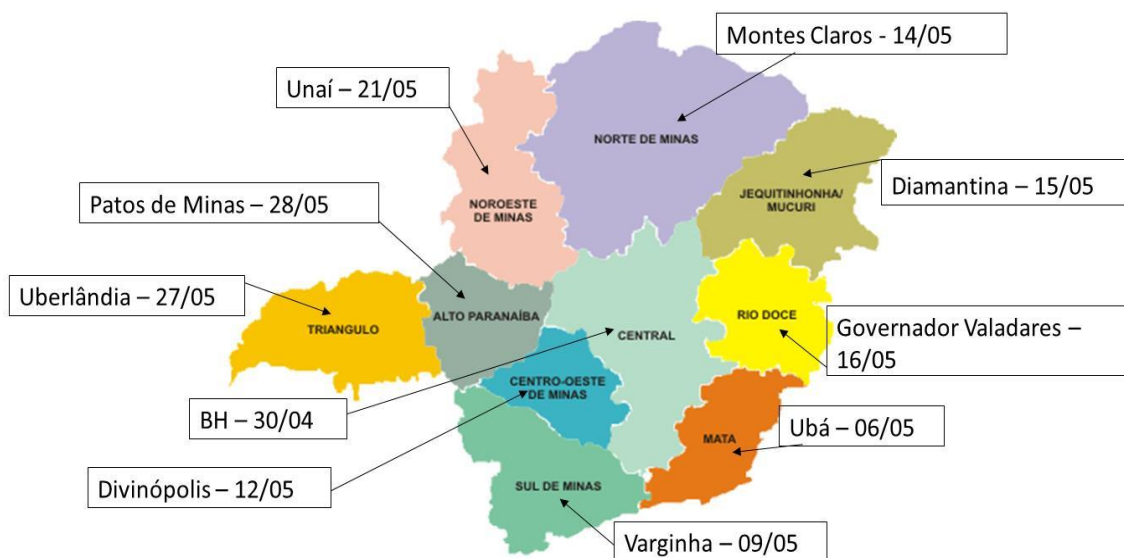 Montes Claros - 14/05
Unaí – 21/05
NORTE DE MINAS
Diamantina – 15/05
JEQUITINHONHA/
MUCURI
Patos de Minas – 28/05
NOROESTE
DE MINAS
Uberlândia – 27/05
TRIANGULO
ALTO PARANAÍBA
CENTRAL
RIO DOCE
Governador Valadares –
16/05
CENTRO-OESTE
DE MINAS
BH – 30/04
MATA
Ubá – 06/05
Divinópolis – 12/05
SUL DE MINAS
Varginha – 09/05